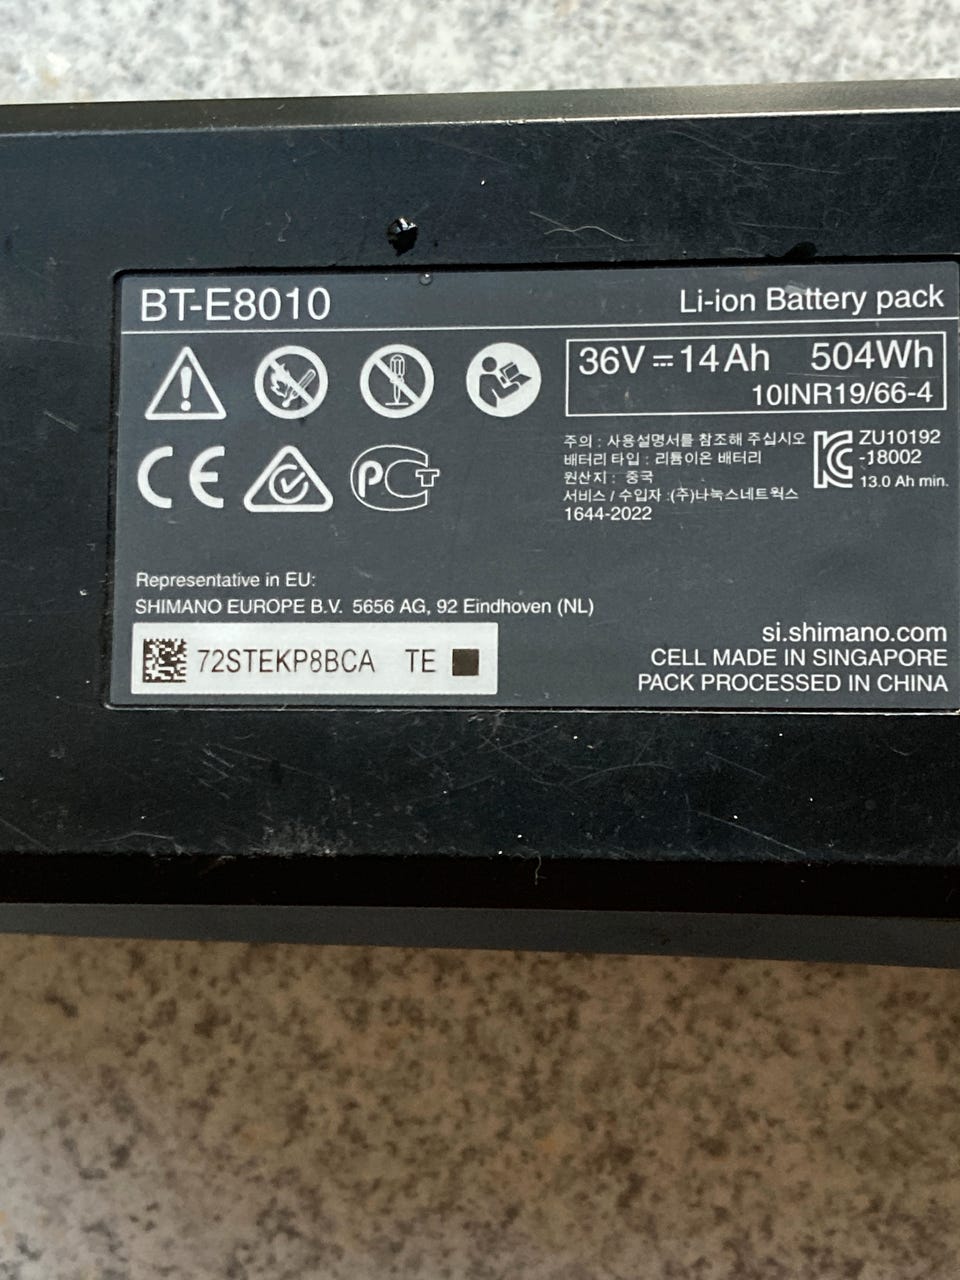 BT-E8010
Li-ion Battery pack
36V ⎓ 14Ah 504Wh
10INR19/66-4
CE
PCT
주의 : 사용설명서를 참조해 주십시오
배터리 타입 : 리튬이온 배터리
원산지 : 중국
서비스 / 수입자 :(주)나눅스네트웍스
1644-2022
ZU10192
-18002
13.0 Ah min.
Representative in EU:
SHIMANO EUROPE B.V. 5656 AG, 92 Eindhoven (NL)
72STEKP8BCA TE
si.shimano.com
CELL MADE IN SINGAPORE
PACK PROCESSED IN CHINA